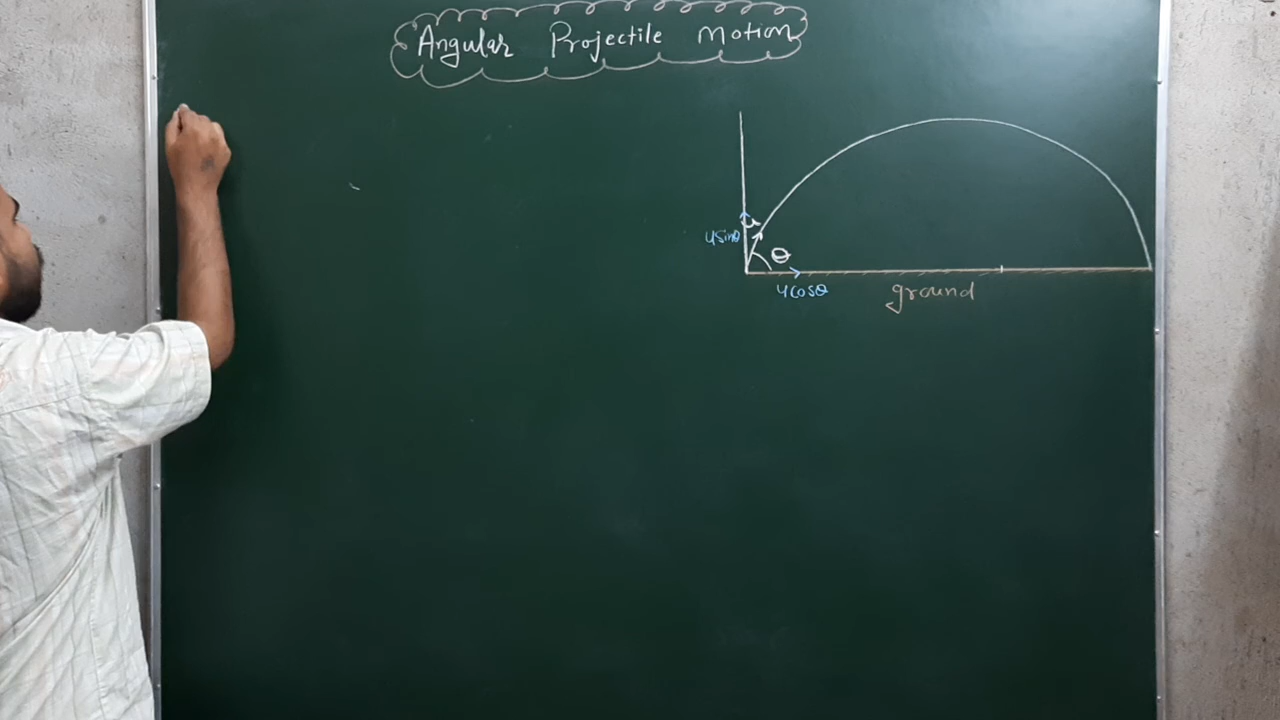 Angular Projectile Motion
u
usinθ
θ
ucosθ
ground